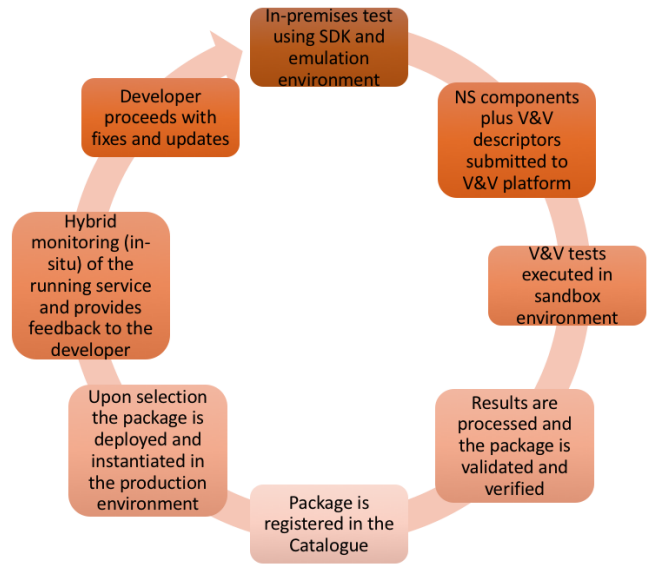 In-premises test
using SDK and
emulation
environment
NS components
plus V&V
descriptors
submitted to
V&V platform
V&V tests
executed in
sandbox
environment
Results are
processed and
the package is
validated and
verified
Package is
registered in the
Catalogue
Upon selection
the package is
deployed and
instantiated in
the production
environment
Hybrid
monitoring (in-
situ) of the
running service
and provides
feedback to the
developer
Developer
proceeds with
fixes and updates